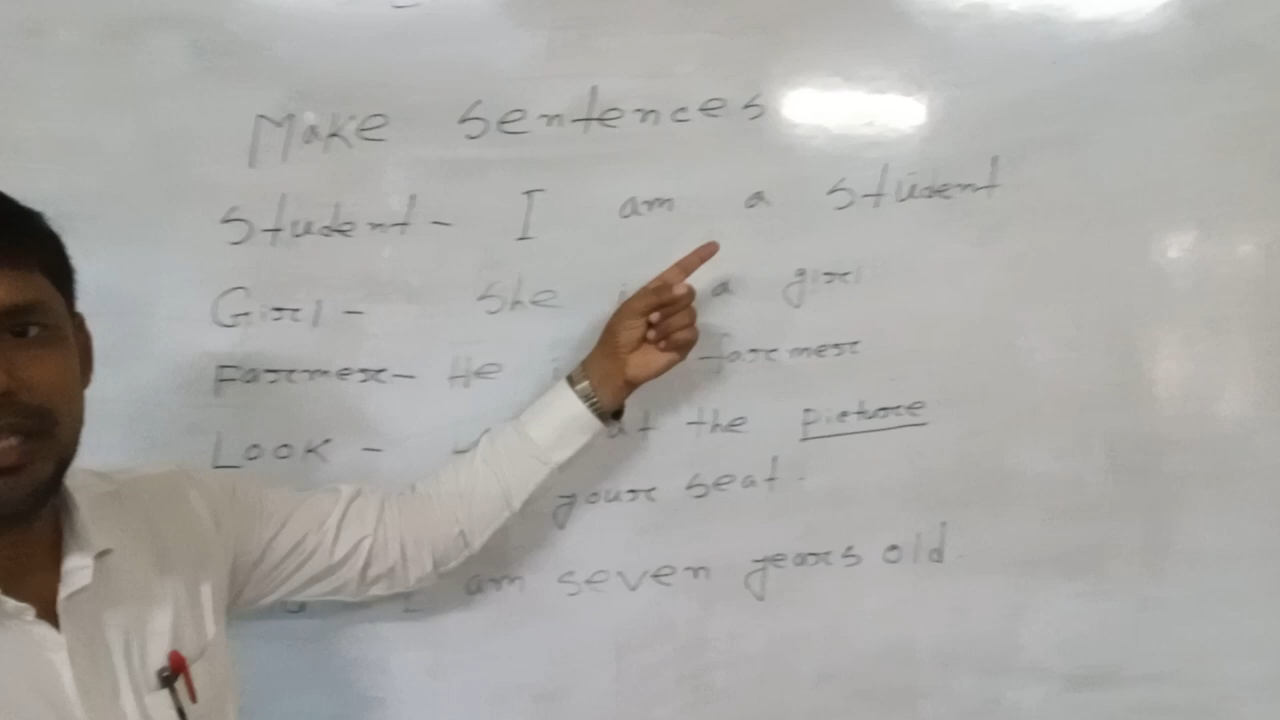 Make sentences
Student - I am a student
Girl - She a girl
Farmer - He farmer
Look - at the picture
your seat.
am seven years old